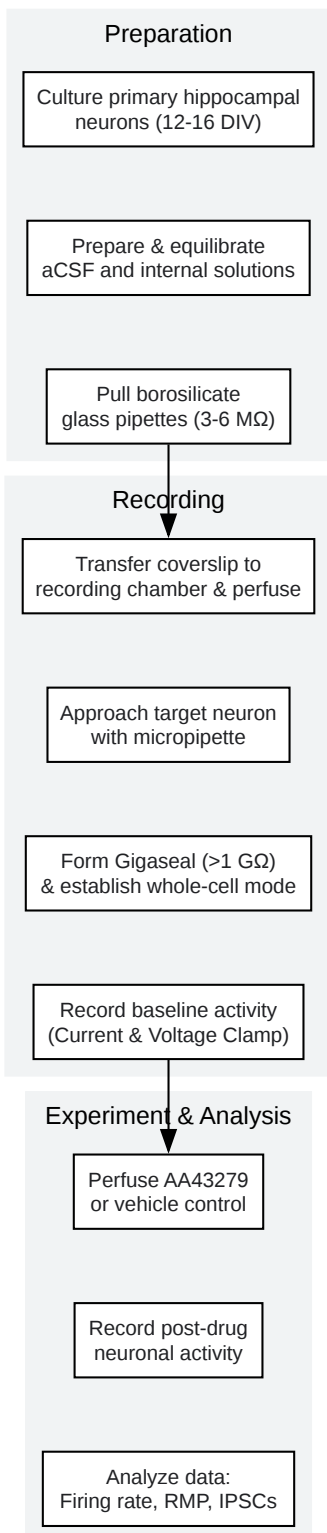 Preparation
Culture primary hippocampal
neurons (12-16 DIV)
Prepare & equilibrate
aCSF and internal solutions
Pull borosilicate
glass pipettes (3-6 MΩ)
Recording
Transfer coverslip to
recording chamber & perfuse
Approach target neuron
with micropipette
Form Gigaseal (>1 GΩ)
& establish whole-cell mode
Record baseline activity
(Current & Voltage Clamp)
Experiment & Analysis
Perfuse AA43279
or vehicle control
Record post-drug
neuronal activity
Analyze data:
Firing rate, RMP, IPSCs